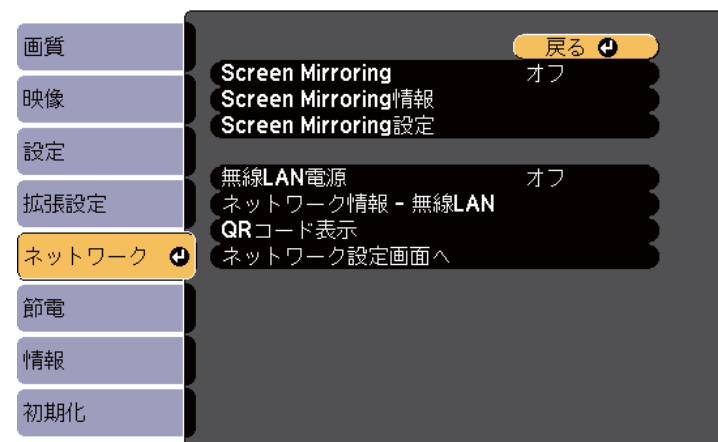 画質
映像
設定
拡張設定
ネットワーク
節電
情報
初期化
戻る
Screen Mirroring オフ
Screen Mirroring情報
Screen Mirroring設定
無線LAN電源 オフ
ネットワーク情報 - 無線LAN
QRコード表示
ネットワーク設定画面へ